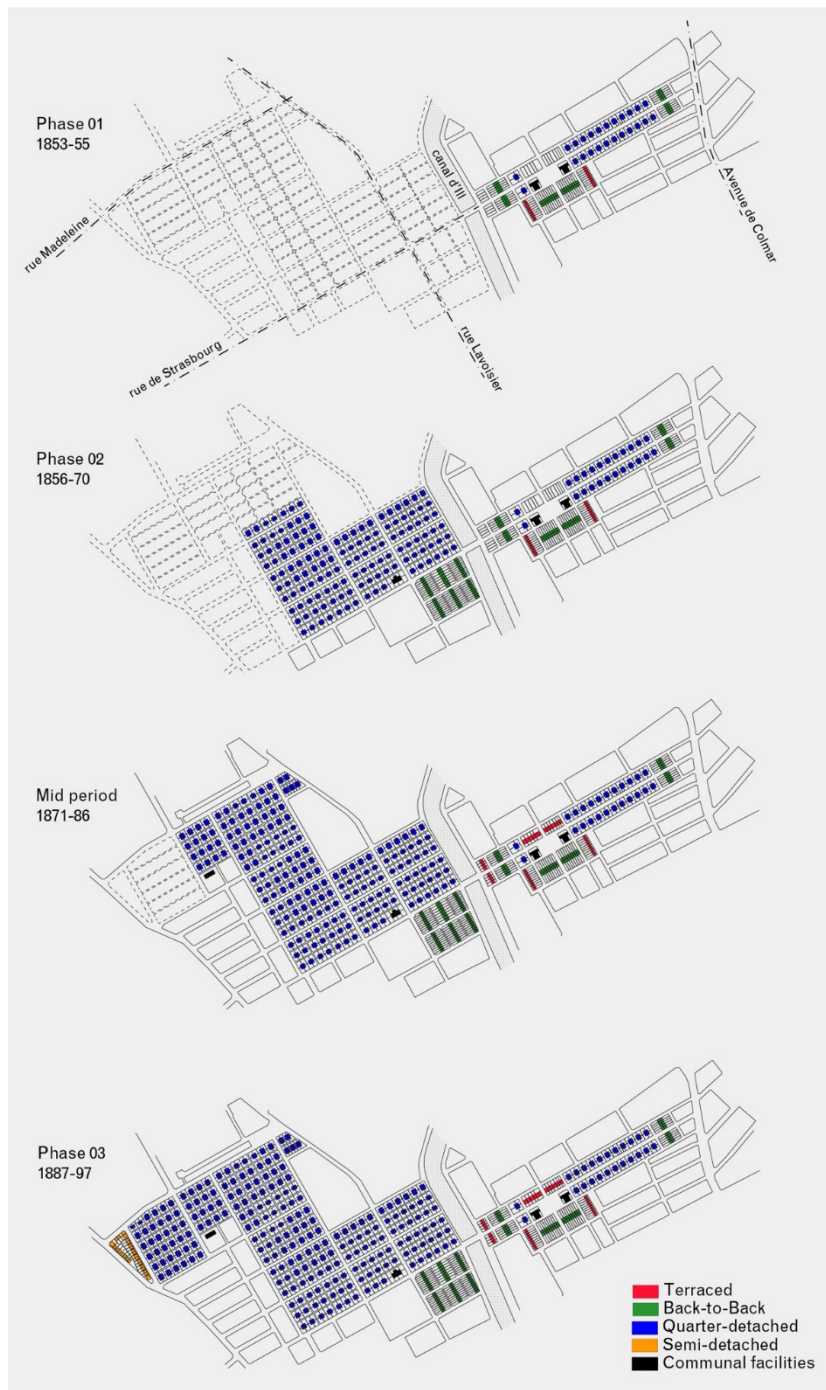 Phase 01
1853-55
rue Madeleine
rue de Strasbourg
rue Lavoisier
canal d'Ill
Avenue de Colmar
Phase 02
1856-70
Mid period
1871-86
Phase 03
1887-97
Terraced
Back-to-Back
Quarter-detached
Semi-detached
Communal facilities